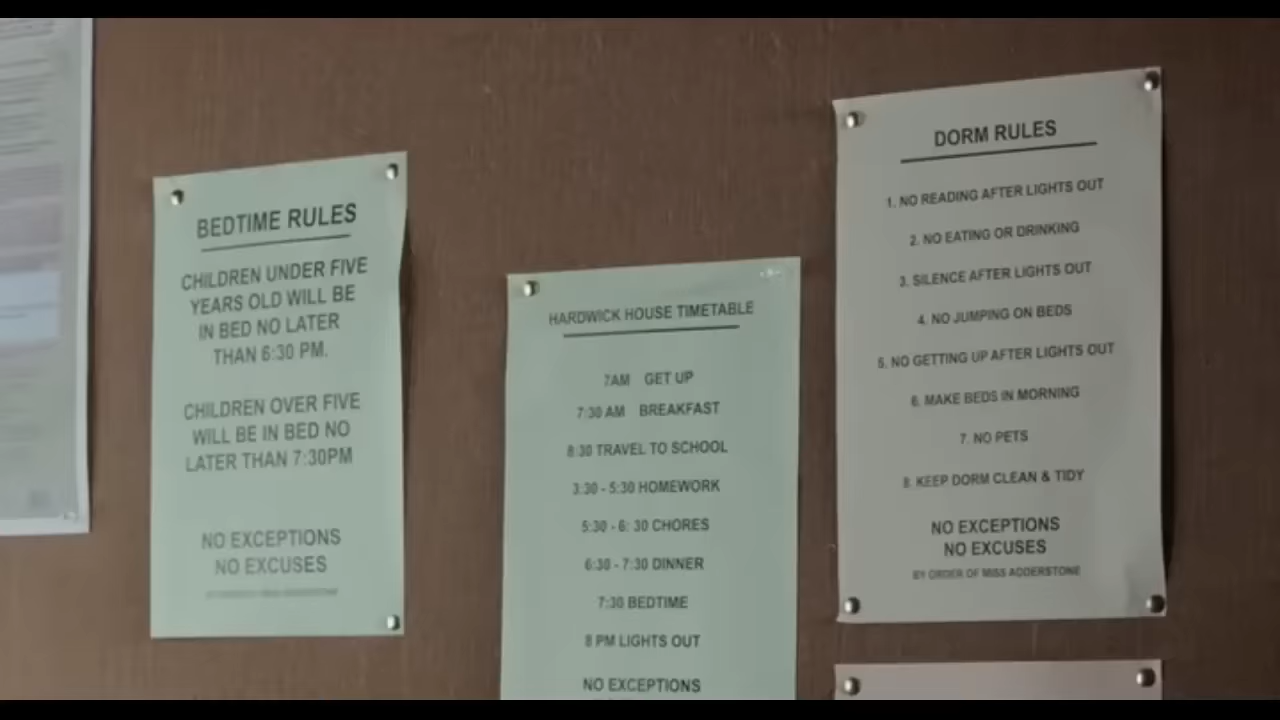 BEDTIME RULES
CHILDREN UNDER FIVE
YEARS OLD WILL BE
IN BED NO LATER
THAN 6:30 PM.
CHILDREN OVER FIVE
WILL BE IN BED NO
LATER THAN 7:30PM
NO EXCEPTIONS
NO EXCUSES
HARDWICK HOUSE TIMETABLE
7AM GET UP
7:30 AM BREAKFAST
8:30 TRAVEL TO SCHOOL
3:30 - 5:30 HOMEWORK
5:30 - 6: 30 CHORES
6:30 - 7:30 DINNER
7:30 BEDTIME
8 PM LIGHTS OUT
NO EXCEPTIONS
DORM RULES
1. NO READING AFTER LIGHTS OUT
2. NO EATING OR DRINKING
3. SILENCE AFTER LIGHTS OUT
4. NO JUMPING ON BEDS
5. NO GETTING UP AFTER LIGHTS OUT
6. MAKE BEDS IN MORNING
7. NO PETS
8. KEEP DORM CLEAN & TIDY
NO EXCEPTIONS
NO EXCUSES
BY ORDER OF MISS ADDERSTONE